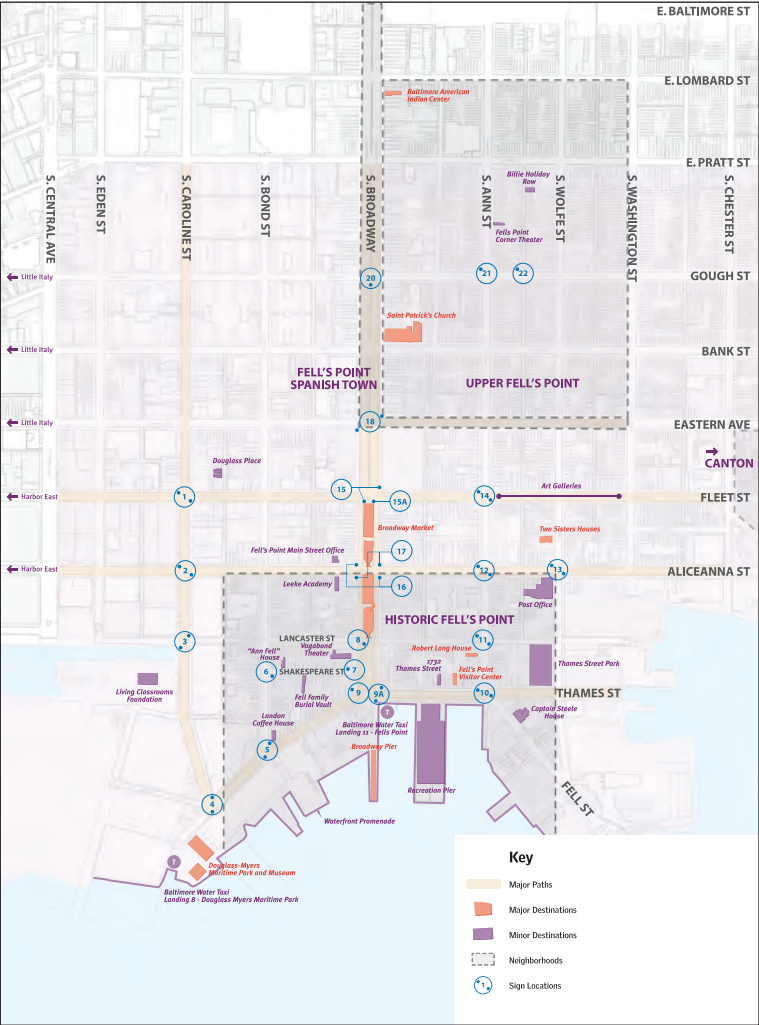 E. BALTIMORE ST
E. LOMBARD ST
Baltimore American
Indian Center
E. PRATT ST
S. CENTRAL AVE
S. EDEN ST
S. CAROLINE ST
S. BOND ST
S. BROADWAY
S. ANN ST
S. WOLFE ST
S. WASHINGTON ST
S. CHESTER ST
Billie Holiday
Row
Fells Point
Corner Theater
Little Italy
20
21
22
GOUGH ST
Saint Patrick's Church
Little Italy
BANK ST
FELL'S POINT
SPANISH TOWN
UPPER FELL'S POINT
Little Italy
18
EASTERN AVE
Douglass Place
CANTON
15
15A
14
Art Galleries
Harbor East
1
FLEET ST
Broadway Market
Two Sisters Houses
Fell's Point Main Street Office
17
Harbor East
2
12
13
ALICEANNA ST
Leeke Academy
16
Post Office
HISTORIC FELL'S POINT
LANCASTER ST
3
8
11
Vagabond
Theater
"Ann Fell"
House
Robert Long House
6
SHAKESPEARE ST
7
1732
Thames Street
Fell's Point
Visitor Center
Thames Street Park
Living Classrooms
Foundation
Fell Family
Burial Vault
9
9A
10
THAMES ST
London
Coffee House
T
Captain Steele
House
Baltimore Water Taxi
Landing 11 - Fells Point
5
Broadway Pier
Recreation Pier
4
FELL ST
Waterfront Promenade
T
Douglass-Myers
Maritime Park and Museum
Baltimore Water Taxi
Landing 8 - Douglass Myers Maritime Park
Key
Major Paths
Major Destinations
Minor Destinations
Neighborhoods
1
Sign Locations